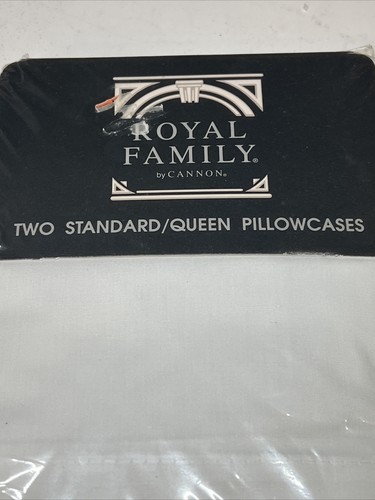 ROYAL
FAMILY®
by CANNON®
TWO STANDARD/QUEEN PILLOWCASES